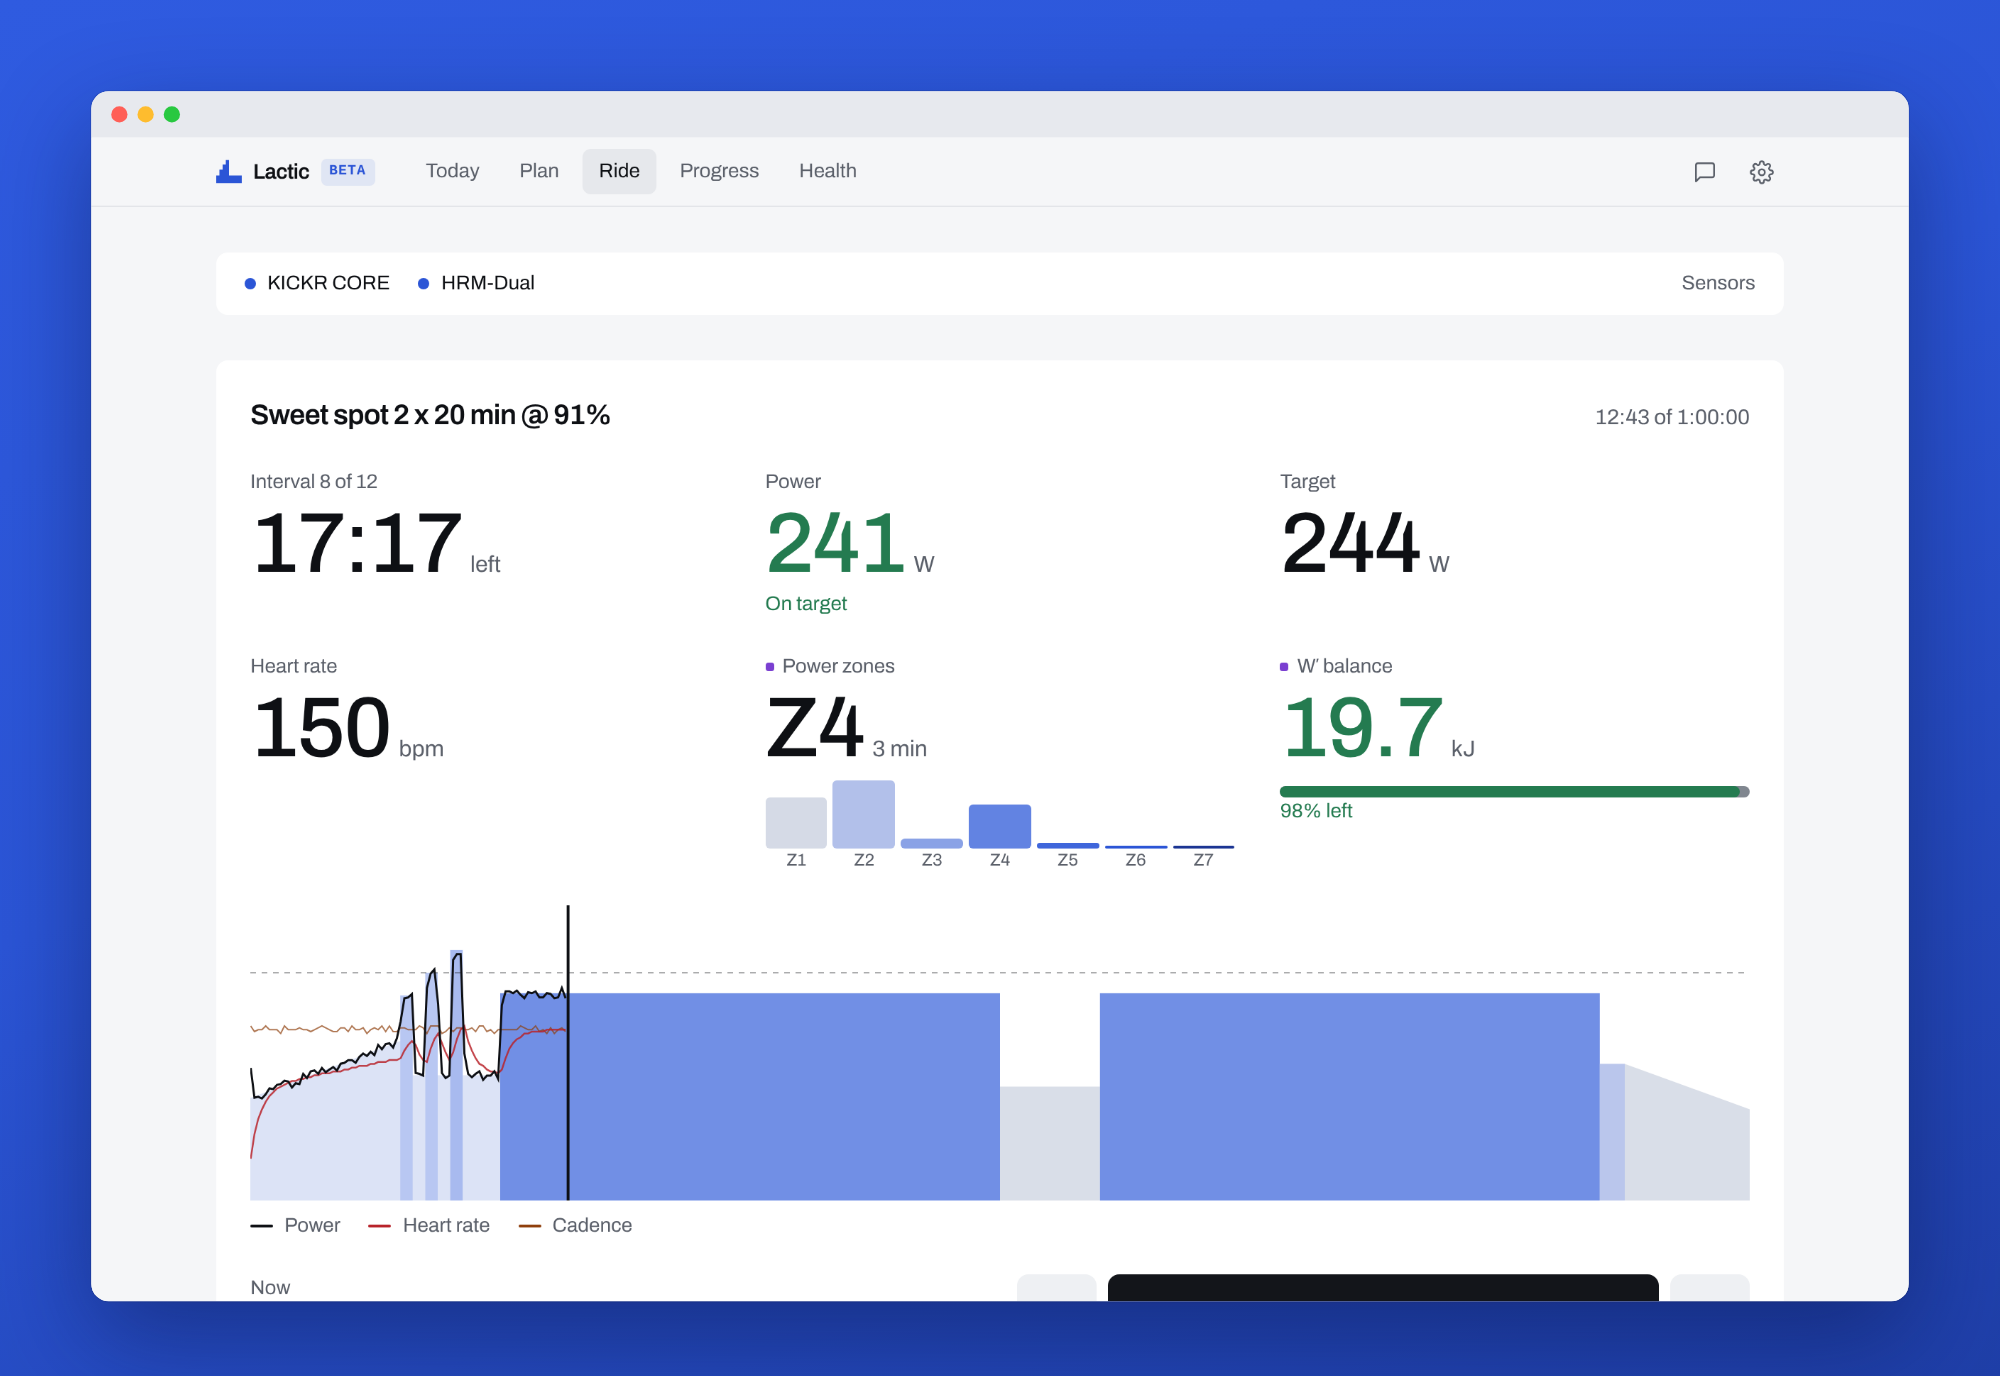 Lactic BETA Today Plan Ride Progress Health
KICKR CORE HRM-Dual Sensors
Sweet spot 2 x 20 min @ 91% 12:43 of 1:00:00
Interval 8 of 12 Power Target
17:17 left 241 W 244 W
On target
Heart rate Power zones W′ balance
150 bpm Z4 3 min 19.7 kJ
98% left
Z1 Z2 Z3 Z4 Z5 Z6 Z7
Power Heart rate Cadence
Now